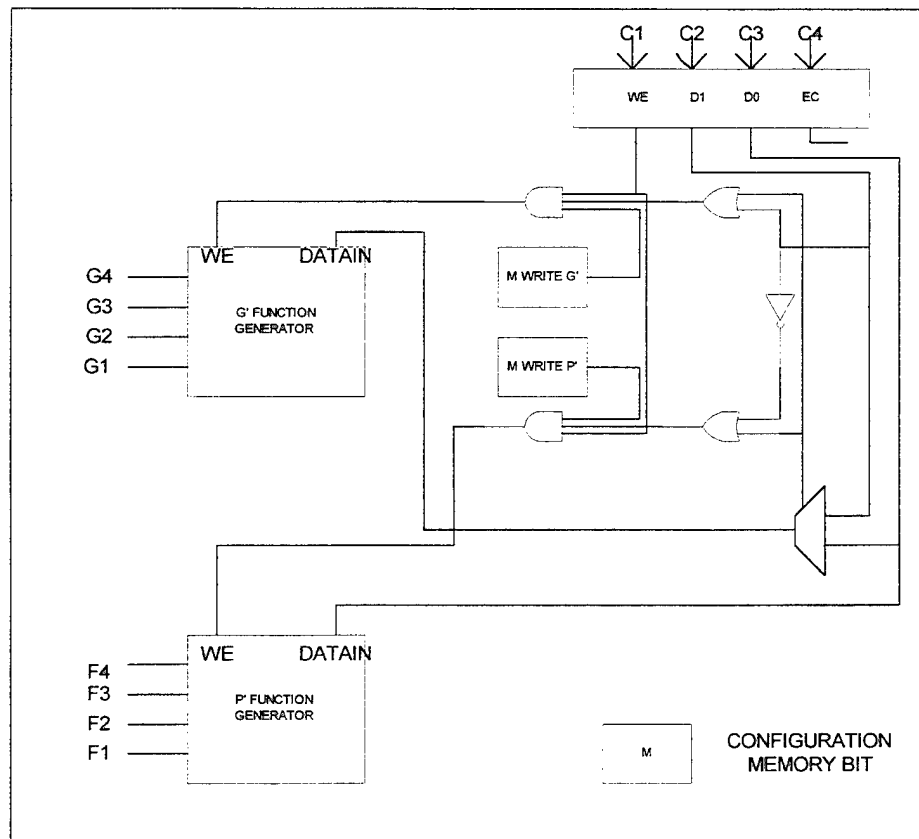 C1 C2 C3 C4
WE D1 D0 EC
WE DATAIN
G4
G3
G2
G1
G' FUNCTION
GENERATOR
M WRITE G'
M WRITE P'
WE DATAIN
F4
F3
F2
F1
P' FUNCTION
GENERATOR
M
CONFIGURATION
MEMORY BIT